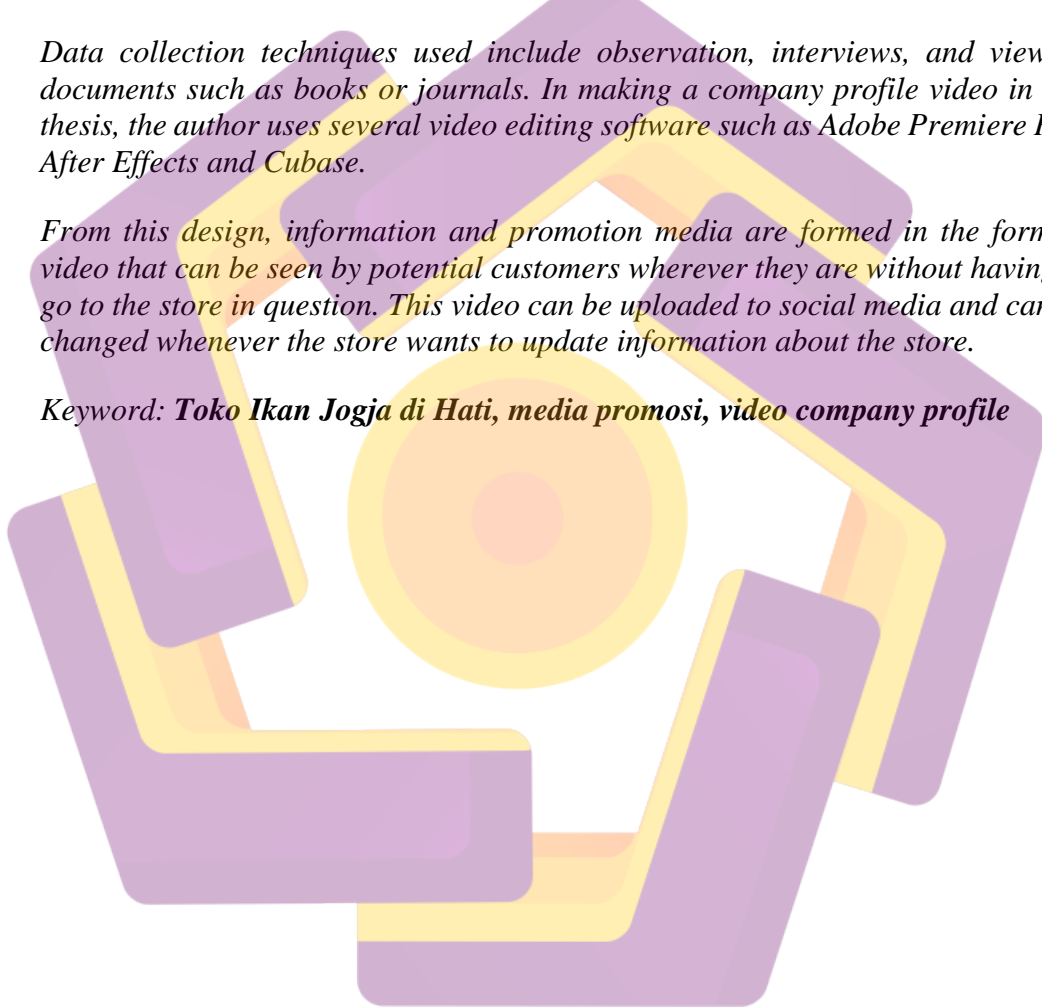 Data collection techniques used include observation, interviews, and view
documents such as books or journals. In making a company profile video in
thesis, the author uses several video editing software such as Adobe Premiere
After Effects and Cubase.
From this design, information and promotion media are formed in the form
video that can be seen by potential customers wherever they are without having
go to the store in question. This video can be uploaded to social media and can
changed whenever the store wants to update information about the store.
Keyword: Toko Ikan Jogja di Hati, media promosi, video company profile